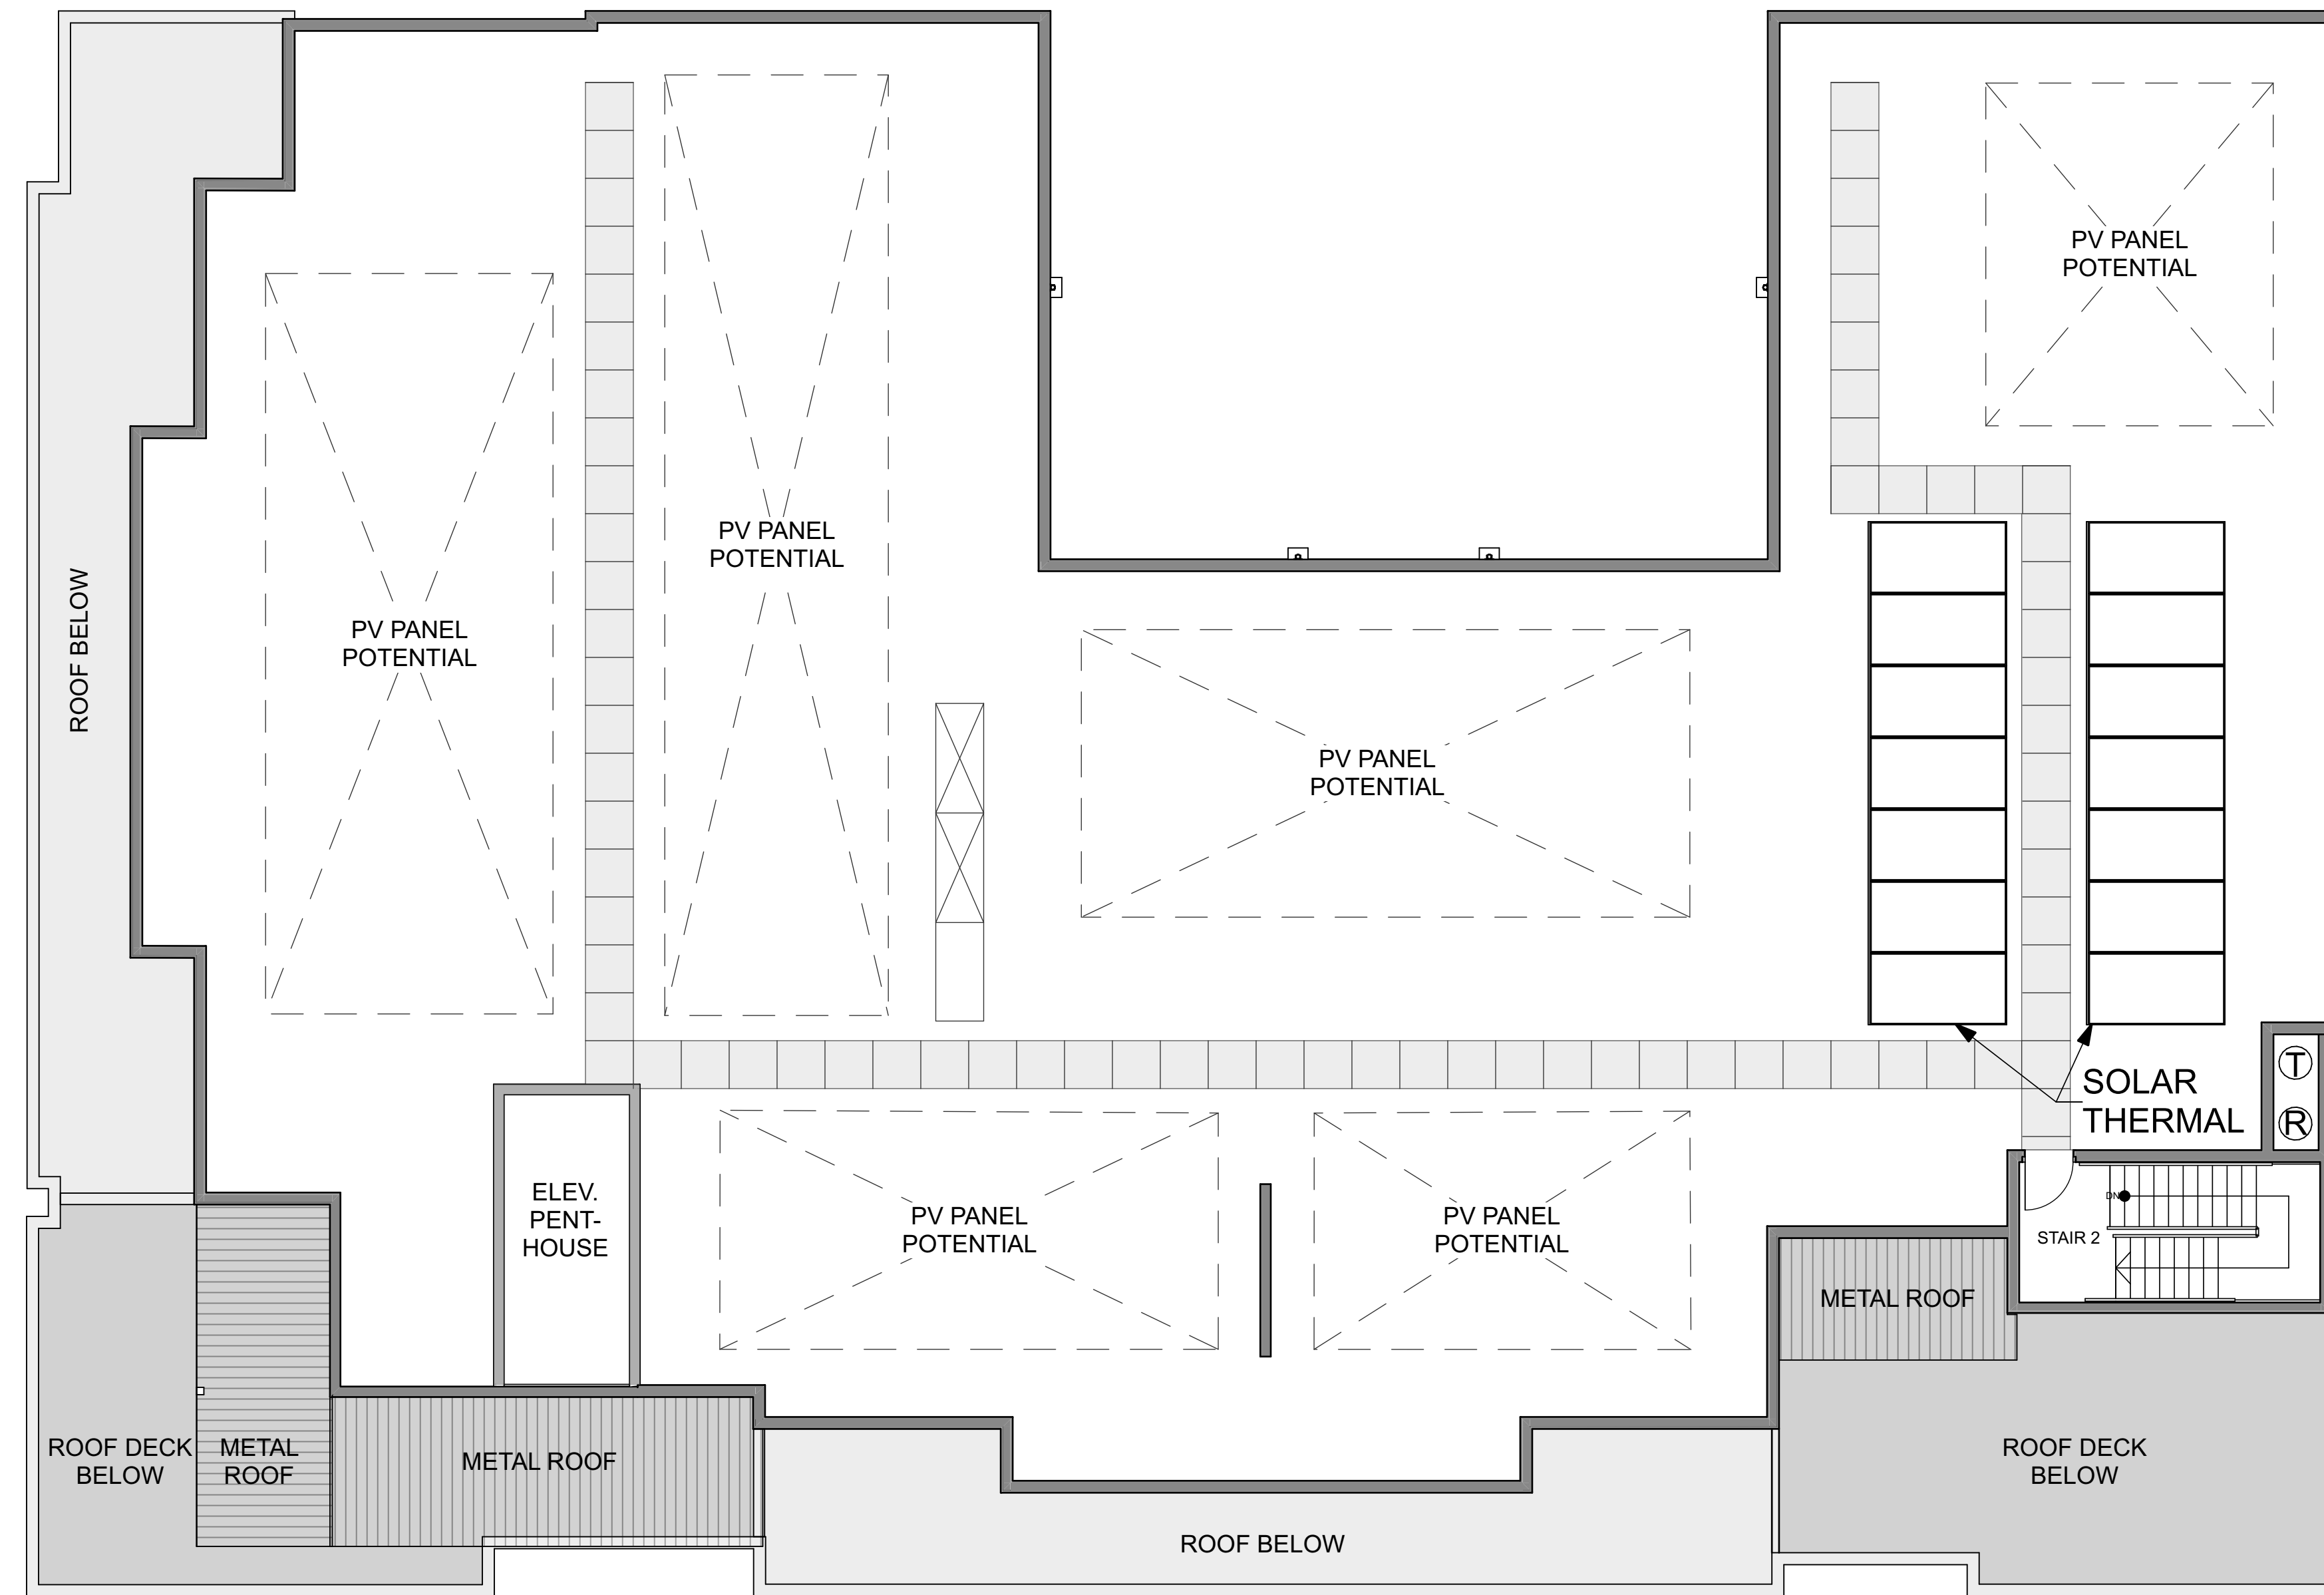 PV PANEL
POTENTIAL
PV PANEL
POTENTIAL
ROOF BELOW
PV PANEL
POTENTIAL
PV PANEL
POTENTIAL
SOLAR
THERMAL
T
R
ELEV.
PENT-
HOUSE
PV PANEL
POTENTIAL
PV PANEL
POTENTIAL
DN
STAIR 2
METAL ROOF
ROOF DECK
BELOW
METAL
ROOF
METAL ROOF
ROOF DECK
BELOW
ROOF BELOW